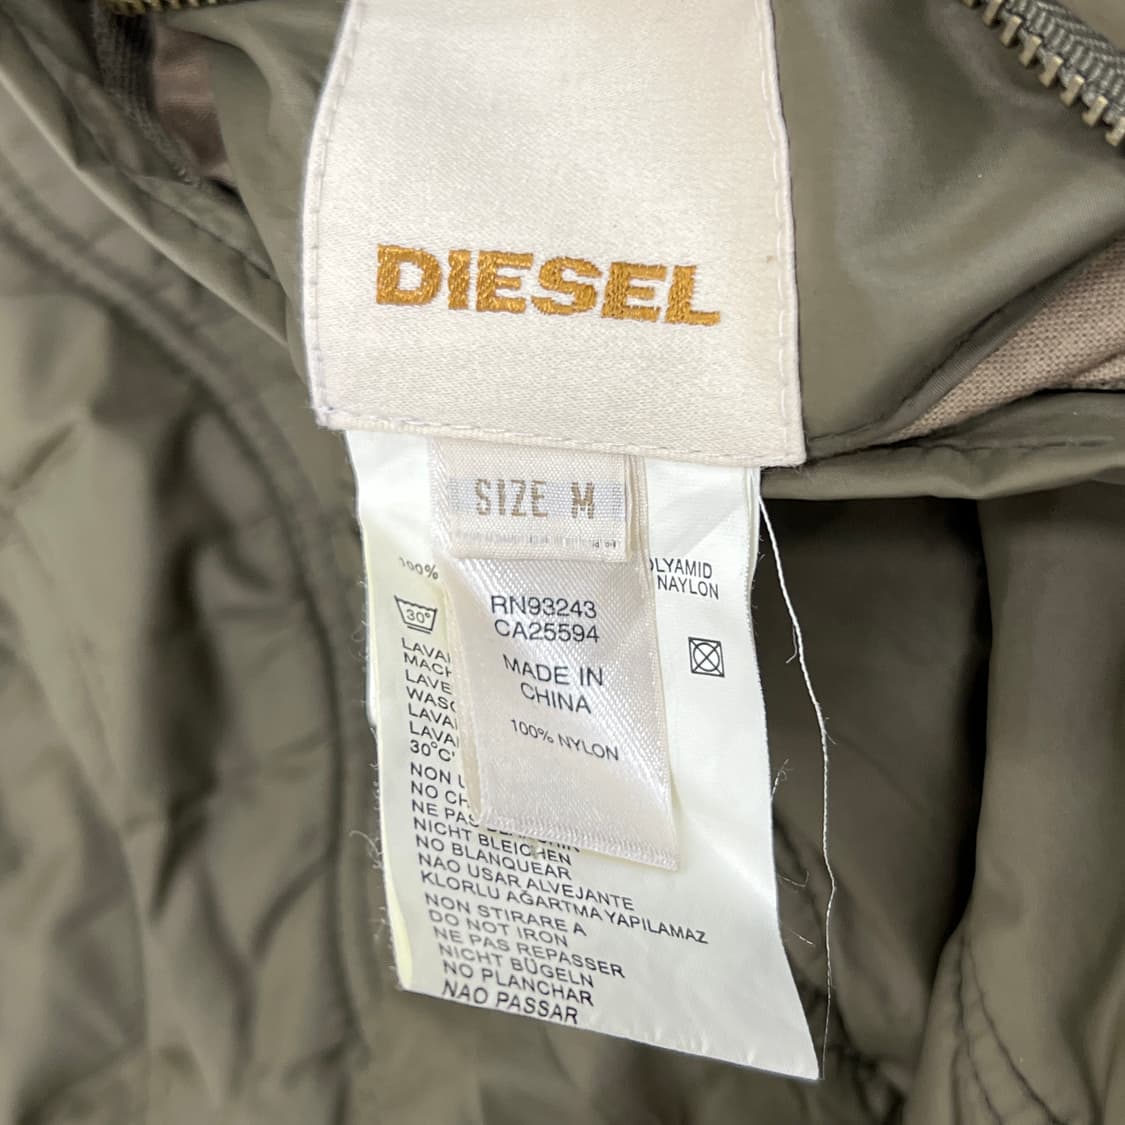 DIESEL
SIZE M
100%
OLYAMID
NAYLON
30°
RN93243
CA25594
MADE IN
CHINA
100% NYLON
LAVA
MACH
LAVE
WASC
LAVA
LAVA
30°C
NON U
NO CH
NE PAS
NICHT BLEICHEN
NO BLANQUEAR
NAO USAR ALVEJANTE
KLORLU AĞARTMA YAPILAMAZ
NON STIRARE A
DO NOT IRON
NE PAS REPASSER
NICHT BÜGELN
NO PLANCHAR
NAO PASSAR